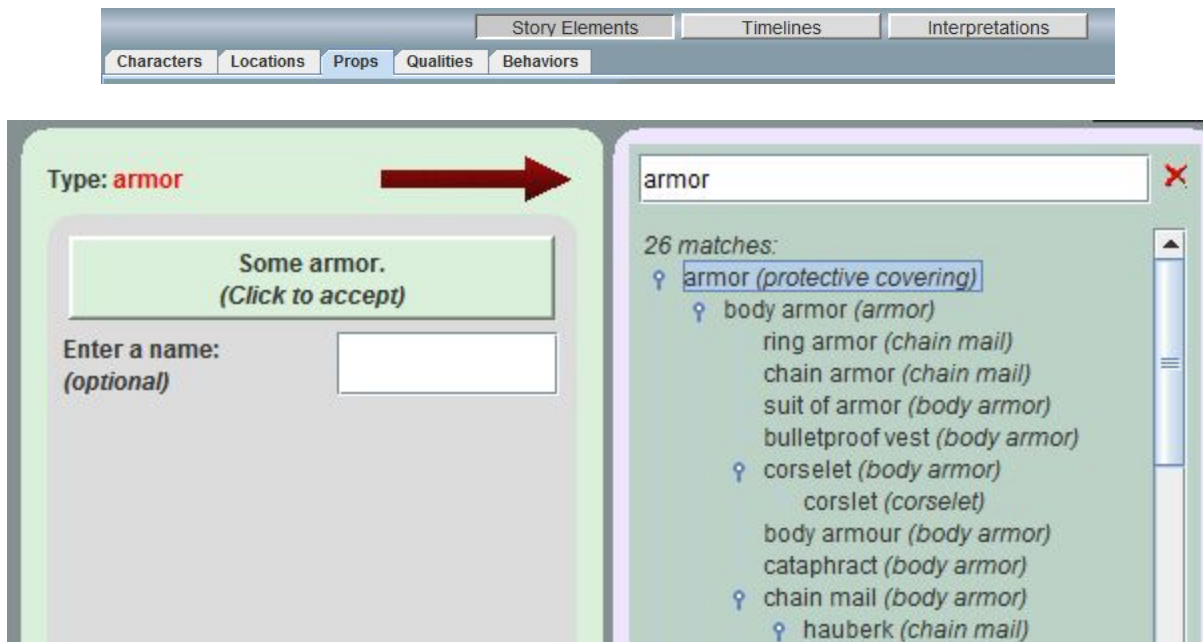 Story Elements Timelines Interpretations
Characters Locations Props Qualities Behaviors
Type: armor
Some armor.
(Click to accept)
Enter a name:
(optional)
armor
26 matches:
armor (protective covering)
body armor (armor)
ring armor (chain mail)
chain armor (chain mail)
suit of armor (body armor)
bulletproof vest (body armor)
corselet (body armor)
corslet (corselet)
body armour (body armor)
cataphract (body armor)
chain mail (body armor)
hauberk (chain mail)